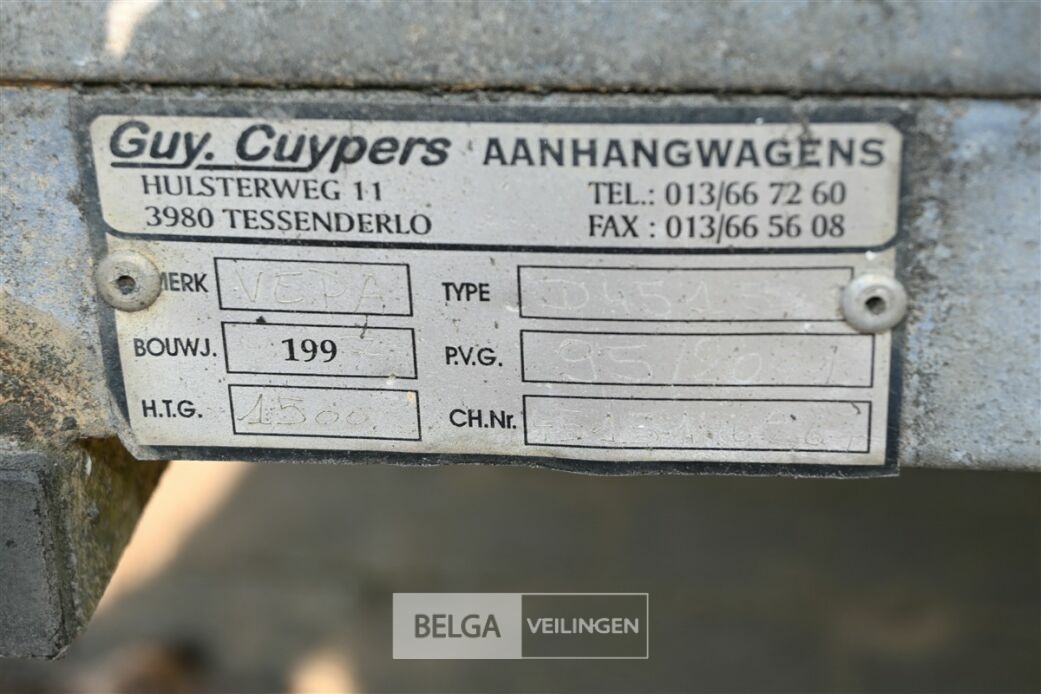 Guy. Cuypers AANHANGWAGENS
HULSTERWEG 11 TEL.: 013/66 72 60
3980 TESSENDERLO FAX : 013/66 56 08
MERK TYPE
BOUWJ. 199 P.V.G.
H.T.G. 1500 CH.Nr.
BELGA VEILINGEN